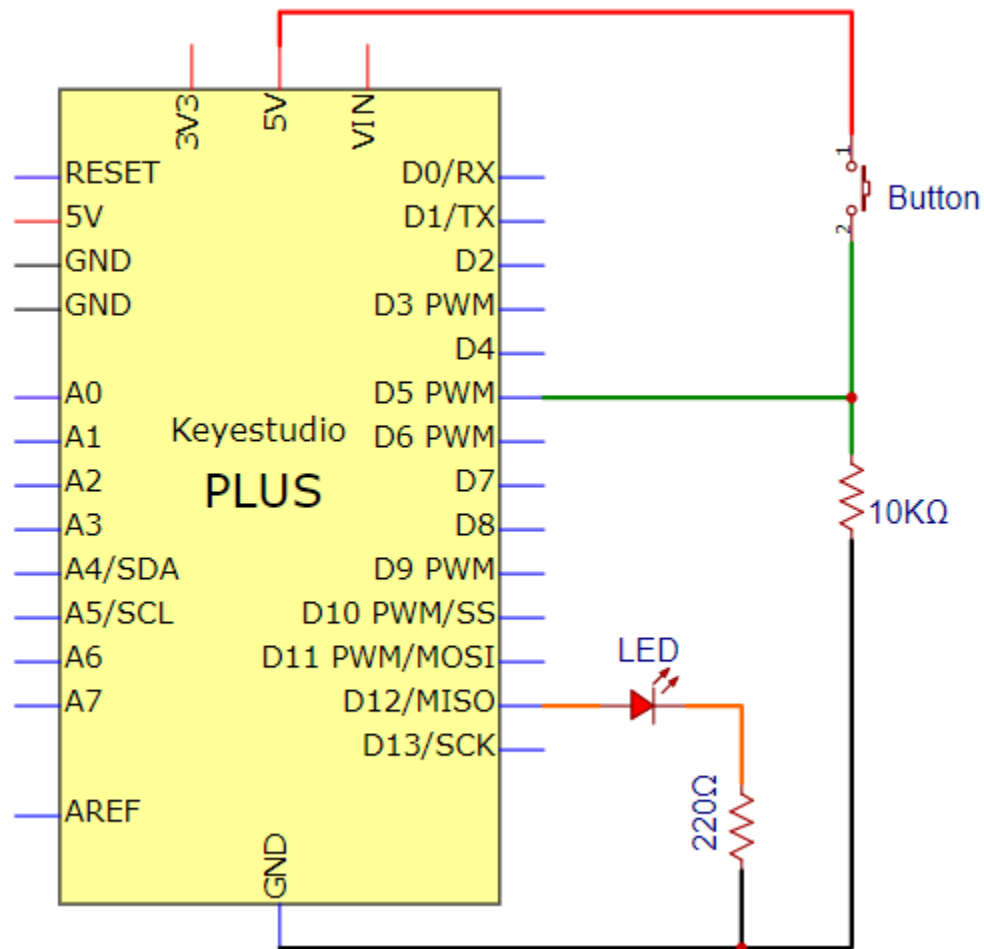 3V3
5V
VIN
RESET
5V
GND
GND
A0
A1
A2
A3
A4/SDA
A5/SCL
A6
A7
AREF
Keyestudio
PLUS
D0/RX
D1/TX
D2
D3 PWM
D4
D5 PWM
D6 PWM
D7
D8
D9 PWM
D10 PWM/SS
D11 PWM/MOSI
D12/MISO
D13/SCK
GND
1
2
Button
10KΩ
LED
220Ω